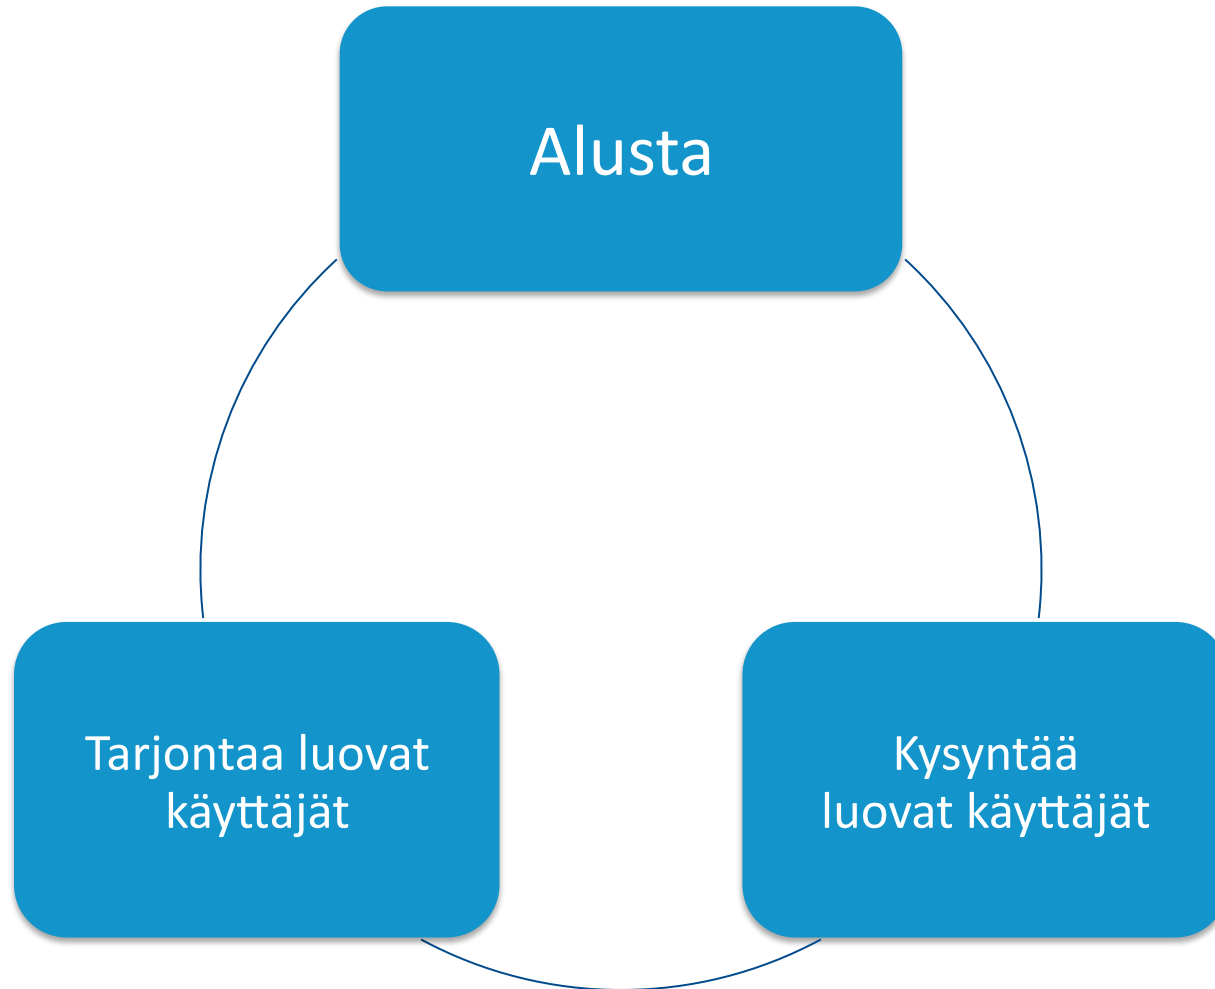 Alusta
Tarjontaa luovat
käyttäjät
Kysyntää
luovat käyttäjät